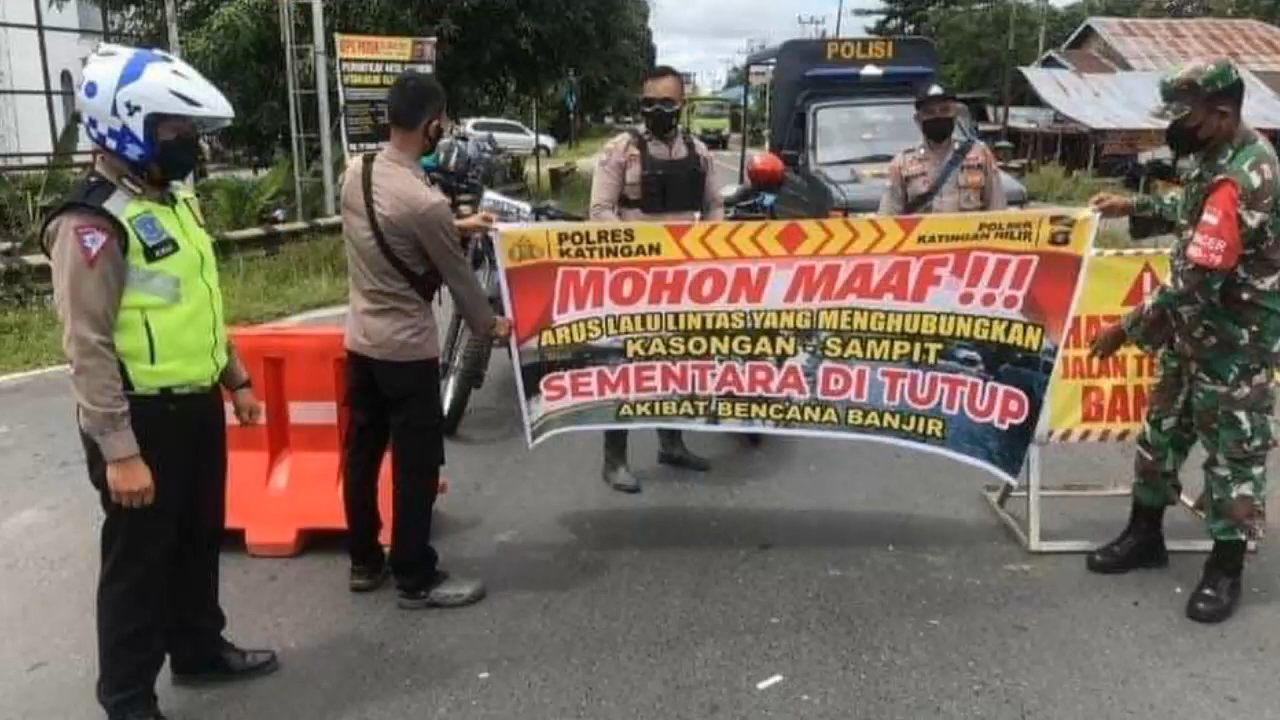 POLISI
POLRES
KATINGAN
POLSEK
KATINGAN HILIR
MOHON MAAF !!!
ARUS LALU LINTAS YANG MENGHUBUNGKAN
KASONGAN - SAMPIT
SEMENTARA DI TUTUP
AKIBAT BENCANA BANJIR
JALAN
BAN